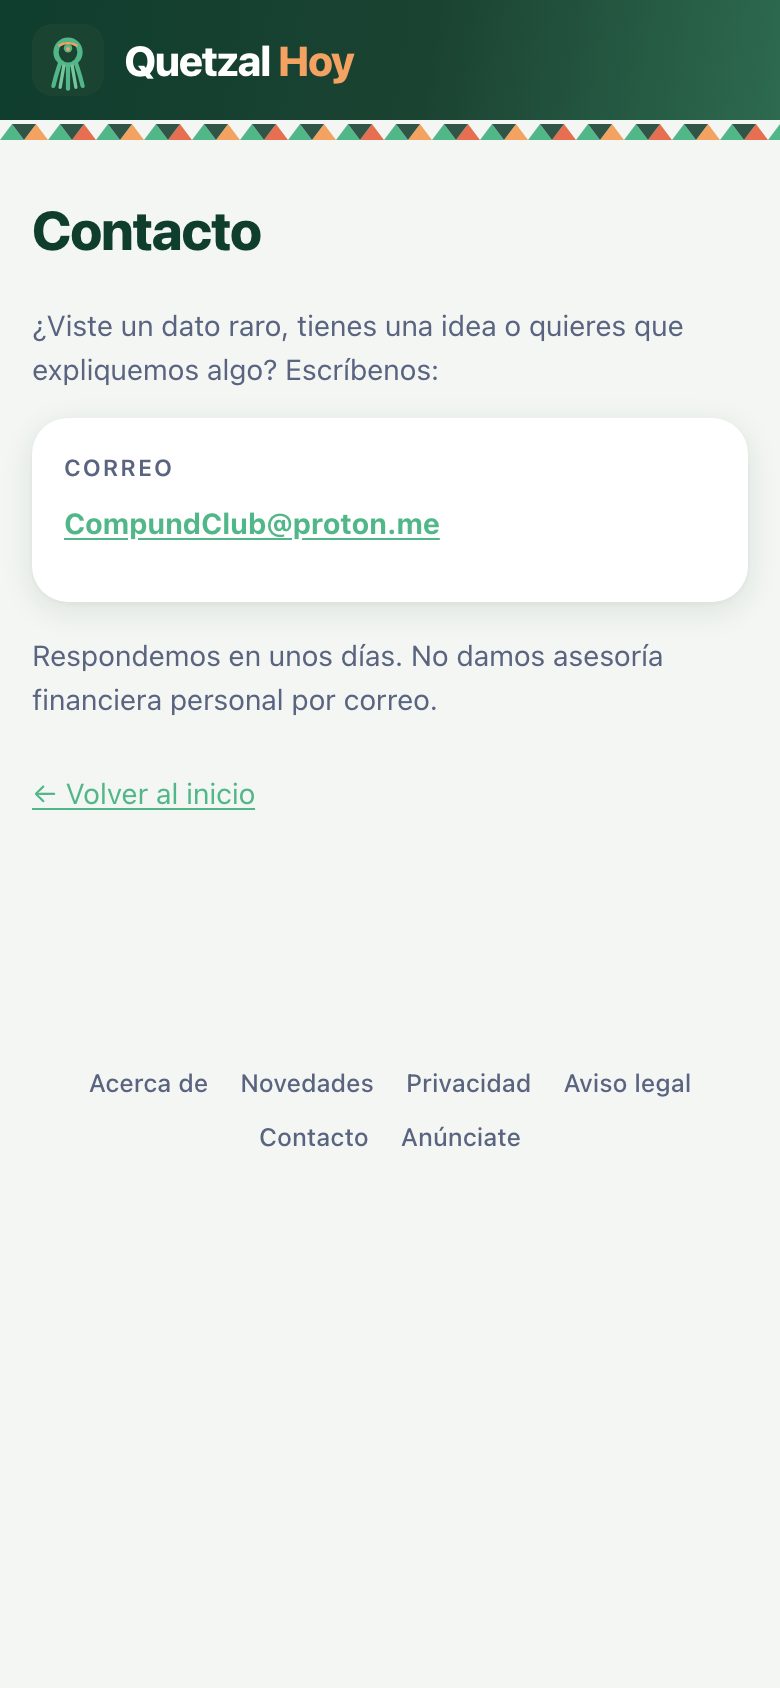 Quetzal Hoy
Contacto
¿Viste un dato raro, tienes una idea o quieres que
expliquemos algo? Escríbenos:
CORREO
CompundClub@proton.me
Respondemos en unos días. No damos asesoría
financiera personal por correo.
← Volver al inicio
Acerca de Novedades Privacidad Aviso legal
Contacto Anúnciate